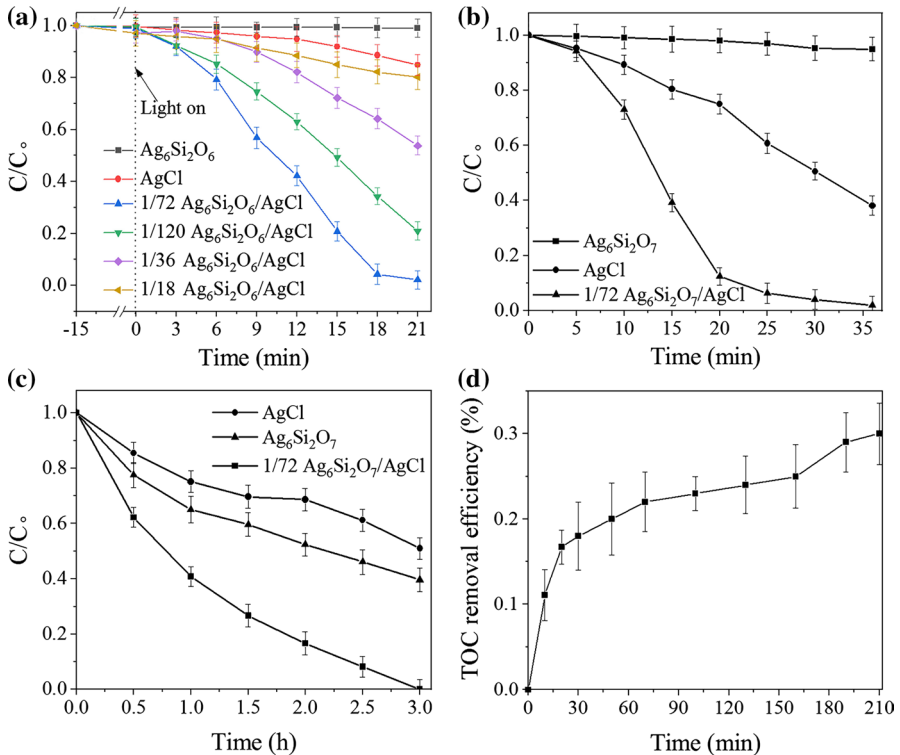 (a)
C/C○
1.0
0.8
0.6
0.4
0.2
0.0
Light on
Ag₆Si₂O₆
AgCl
1/72 Ag₆Si₂O₆/AgCl
1/120 Ag₆Si₂O₆/AgCl
1/36 Ag₆Si₂O₆/AgCl
1/18 Ag₆Si₂O₆/AgCl
-15 0 3 6 9 12 15 18 21
Time (min)
(b)
C/C○
1.0
0.8
0.6
0.4
0.2
0.0
Ag₆Si₂O₇
AgCl
1/72 Ag₆Si₂O₇/AgCl
0 5 10 15 20 25 30 35
Time (min)
(c)
C/C○
1.0
0.8
0.6
0.4
0.2
0.0
AgCl
Ag₆Si₂O₇
1/72 Ag₆Si₂O₇/AgCl
0.0 0.5 1.0 1.5 2.0 2.5 3.0
Time (h)
(d)
TOC removal efficiency (%)
0.3
0.2
0.1
0.0
0 30 60 90 120 150 180 210
Time (min)